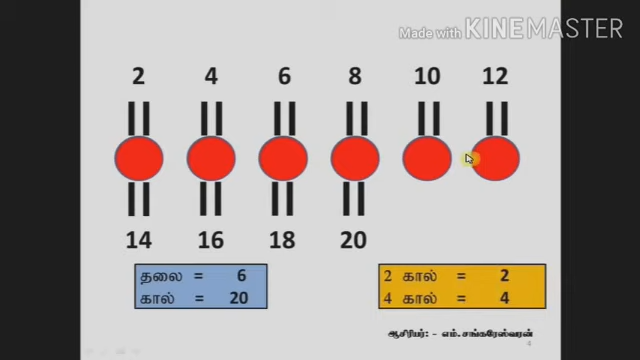 Made with KINEMASTER
2 4 6 8 10 12
14 16 18 20
தலை = 6
கால் = 20
2 கால் = 2
4 கால் = 4
ஆசிரியர்: - எம். சங்கரேஸ்வரன்
4